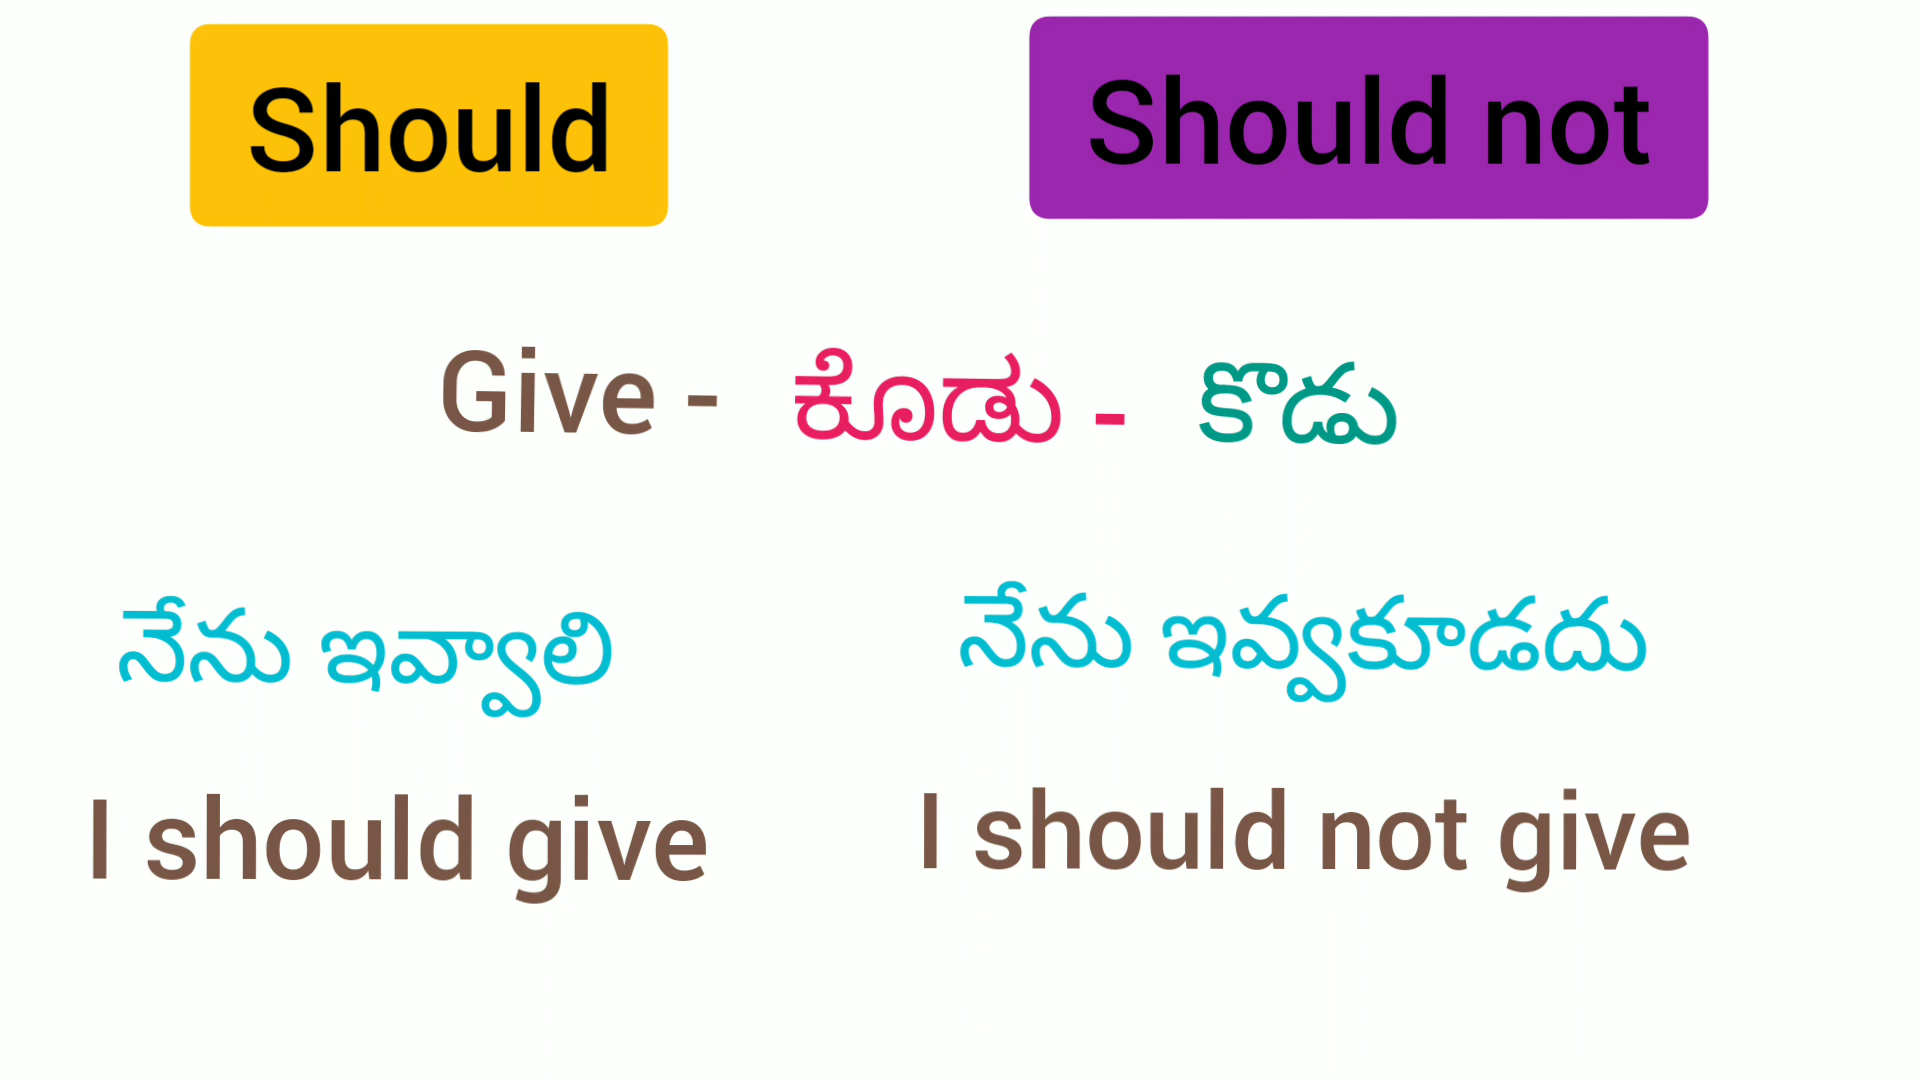 Should
Should not
Give - ಕೊಡು - కొడు
నేను ఇవ్వాలి
నేను ఇవ్వకూడదు
I should give
I should not give